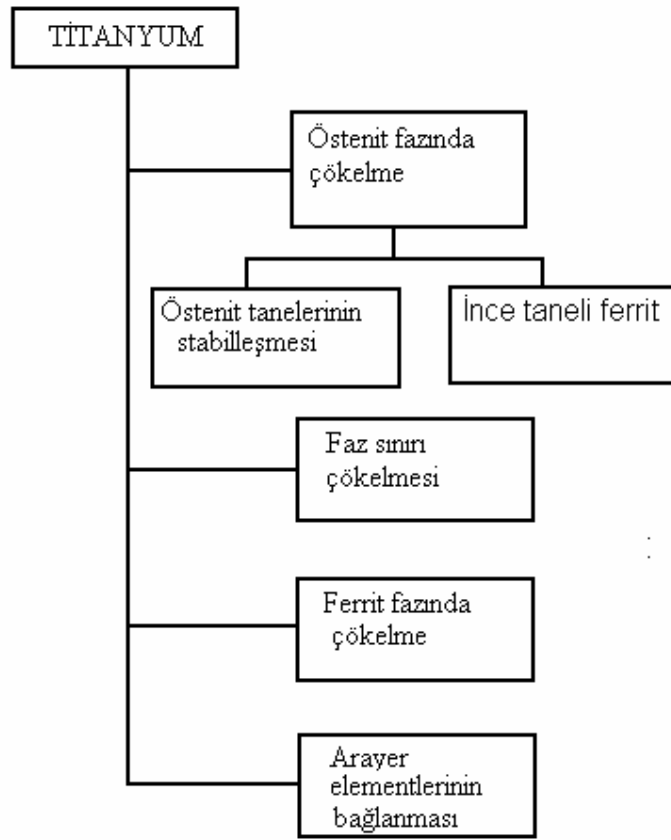 TİTANYUM
Östenit fazında
çökelme
Östenit tanelerinin
stabilleşmesi
İnce taneli ferrit
Faz sınırı
çökelmesi
Ferrit fazında
çökelme
Arayer
elementlerinin
bağlanması